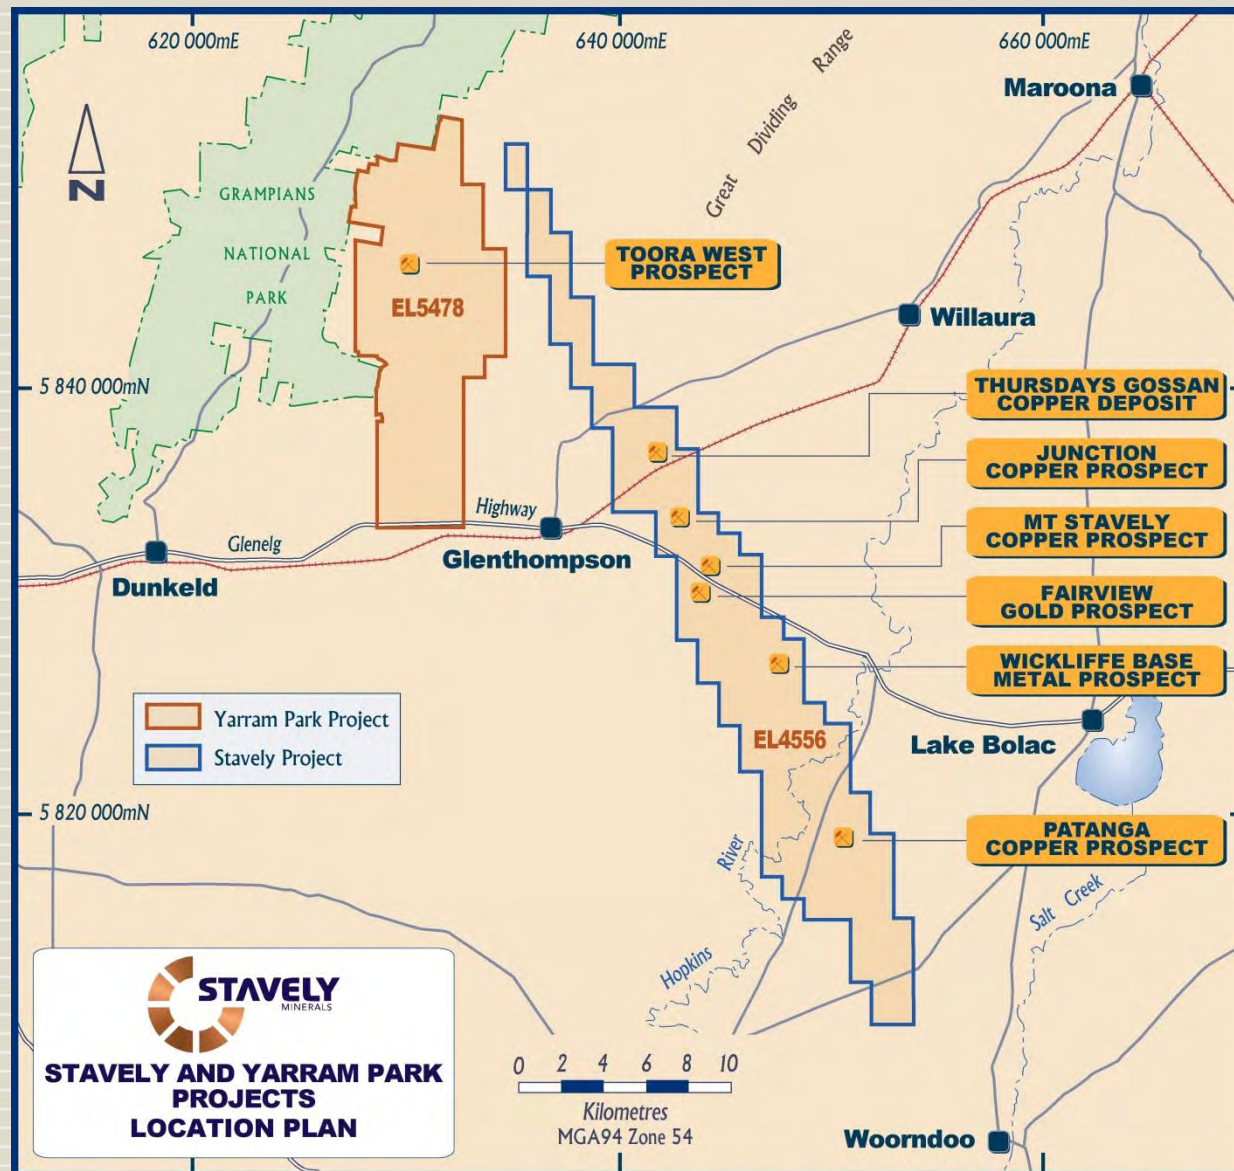 620 000mE
640 000mE
660 000mE
Great Dividing Range
Maroona
N
GRAMPIANS
NATIONAL
PARK
TOORA WEST
PROSPECT
EL5478
Willaura
5 840 000mN
THURSDAYS GOSSAN
COPPER DEPOSIT
JUNCTION
COPPER PROSPECT
MT STAVELY
COPPER PROSPECT
FAIRVIEW
GOLD PROSPECT
WICKLIFFE BASE
METAL PROSPECT
Glenelg Highway
Dunkeld
Glenthompson
Yarram Park Project
Stavely Project
EL4556
Lake Bolac
5 820 000mN
PATANGA
COPPER PROSPECT
Hopkins River
Salt Creek
STAVELY
MINERALS
STAVELY AND YARRAM PARK
PROJECTS
LOCATION PLAN
0 2 4 6 8 10
Kilometres
MGA94 Zone 54
Woorndoo